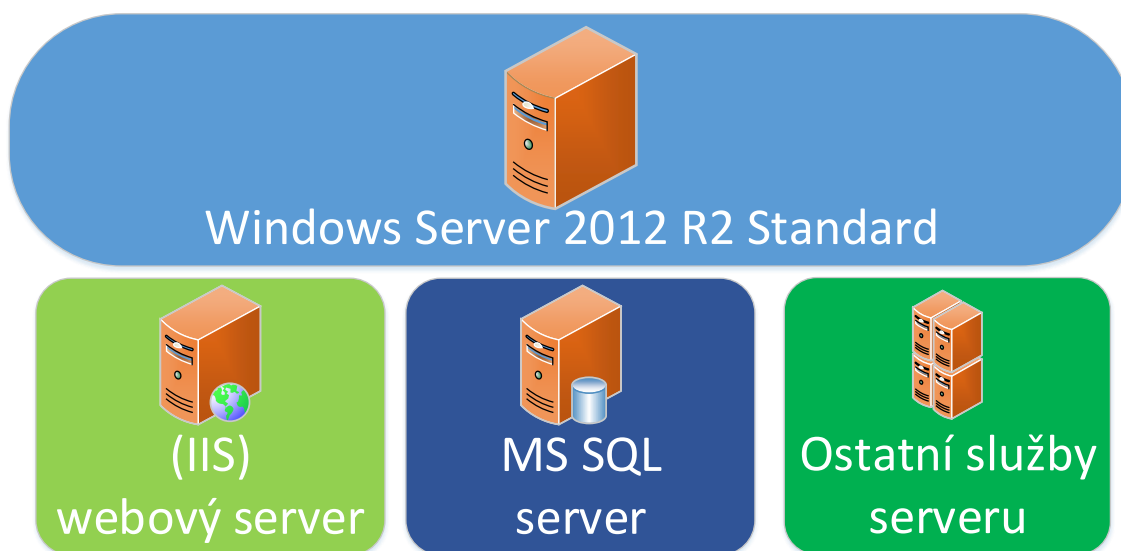 Windows Server 2012 R2 Standard
(IIS)
webový server
MS SQL
server
Ostatní služby
serveru